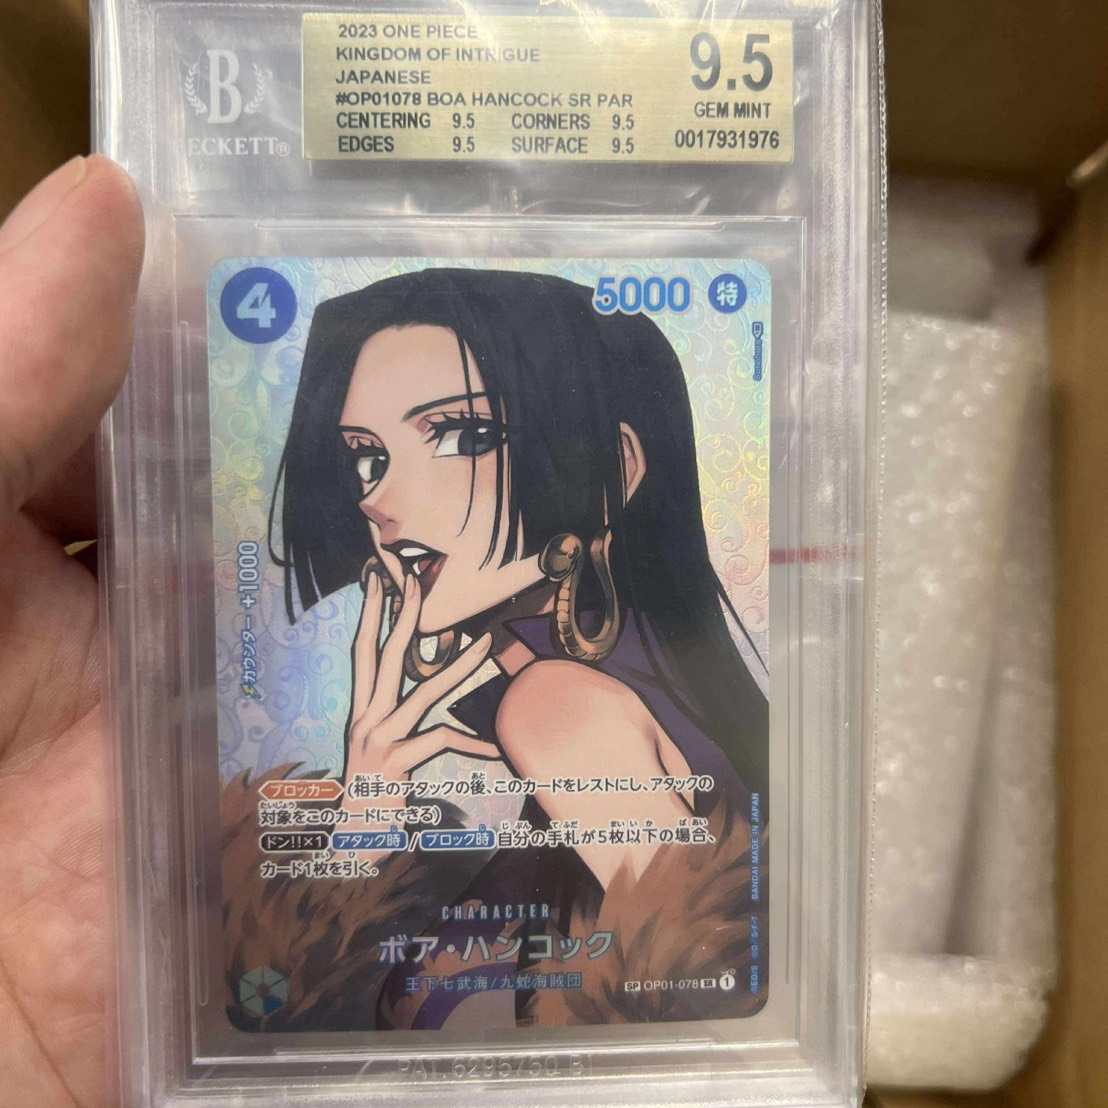 2023 ONE PIECE
KINGDOM OF INTRIGUE
JAPANESE
#OP01078 BOA HANCOCK SR PAR
CENTERING 9.5 CORNERS 9.5
EDGES 9.5 SURFACE 9.5
9.5
GEM MINT
0017931976
B
BECKETT®
4
5000 特
Sunohara
カウンター +1000
ブロッカー (相手のアタックの後、このカードをレストにし、アタックの
対象をこのカードにできる)
ドン!!×1 アタック時 / ブロック時 自分の手札が5枚以下の場合、
カード1枚を引く。
CHARACTER
ボア・ハンコック
王下七武海/九蛇海賊団
SP OP01-078 SR 1
BANDAI MADE IN JAPAN
PAT. 6295750 B1